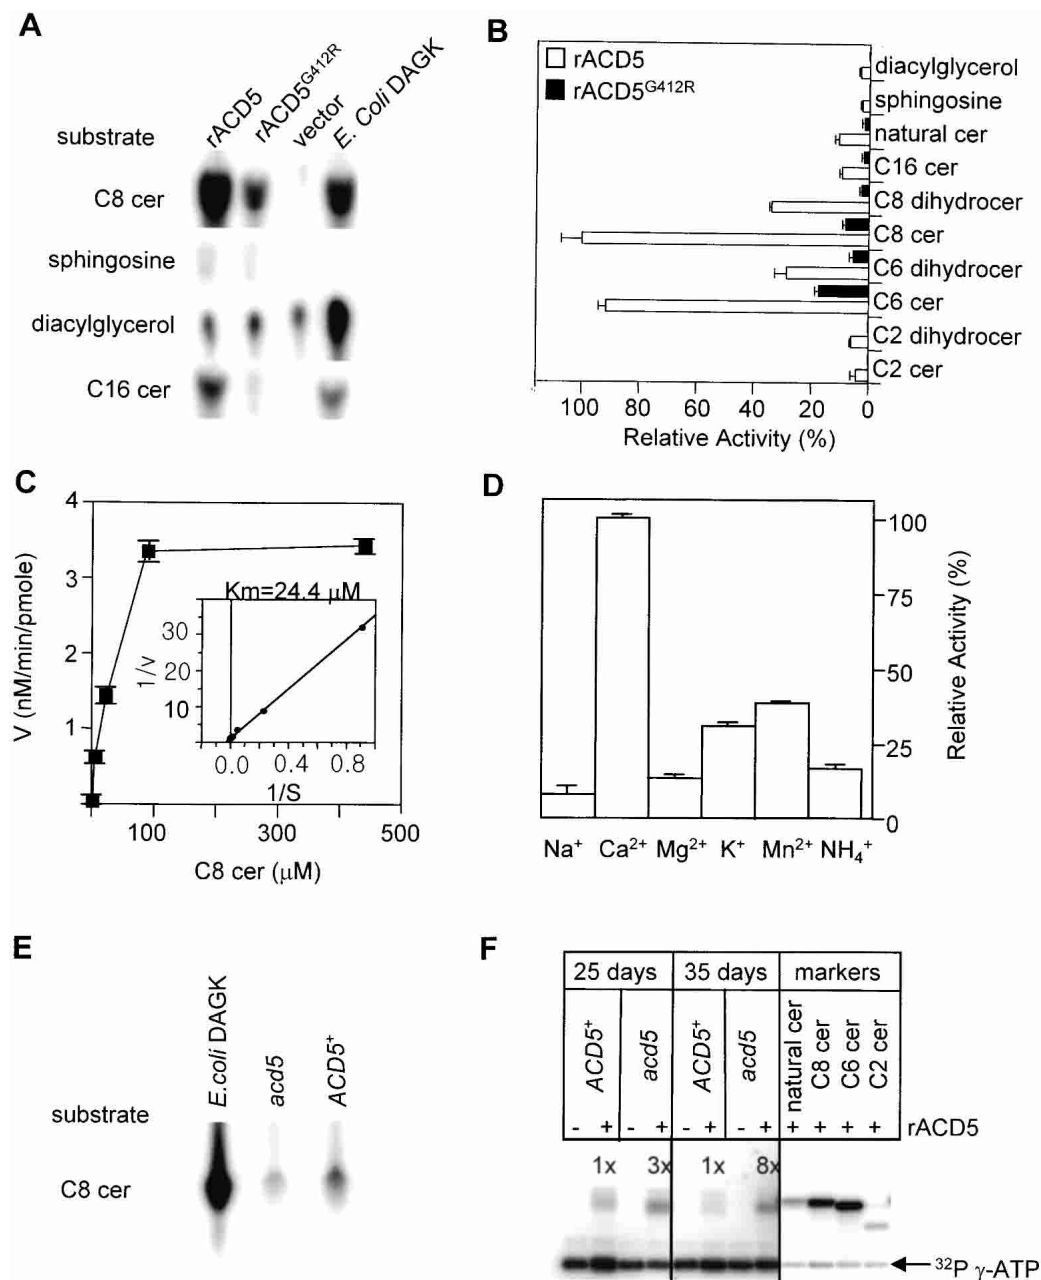 A
substrate
rACD5
rACD5G412R
vector
E. Coli DAGK
C8 cer
sphingosine
diacylglycerol
C16 cer
B
rACD5
rACD5G412R
diacylglycerol
sphingosine
natural cer
C16 cer
C8 dihydrocer
C8 cer
C6 dihydrocer
C6 cer
C2 dihydrocer
C2 cer
100 80 60 40 20 0
Relative Activity (%)
C
V (nM/min/pmole)
4
3
2
1
100 300 500
C8 cer (μM)
Km=24.4 μM
1/v
30
20
10
0.0 0.4 0.8
1/S
D
100
75
50
25
0
Relative Activity (%)
Na+ Ca2+ Mg2+ K+ Mn2+ NH4+
E
substrate
E.coli DAGK
acd5
ACD5+
C8 cer
F
25 days 35 days markers
ACD5+ acd5 ACD5+ acd5 natural cer C8 cer C6 cer C2 cer
- + - + - + - + + + + + rACD5
1x 3x 1x 8x
32P γ-ATP